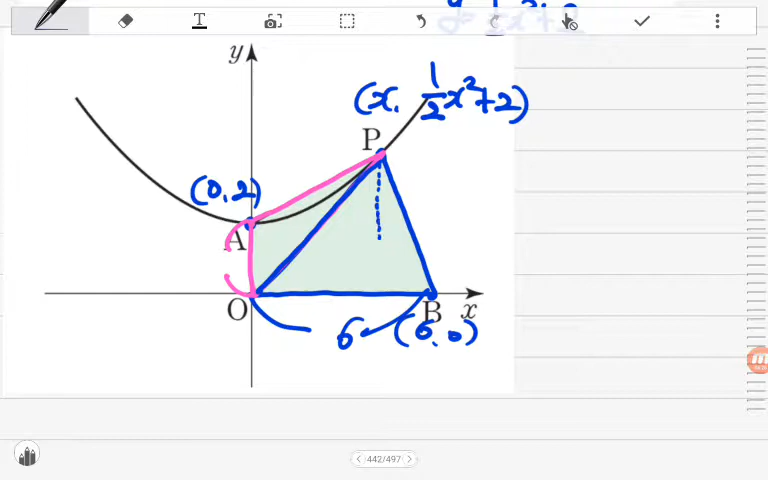 y
(x, ½x²+2)
P
(0,2)
A
O
B
x
6
(6,0)
442/497